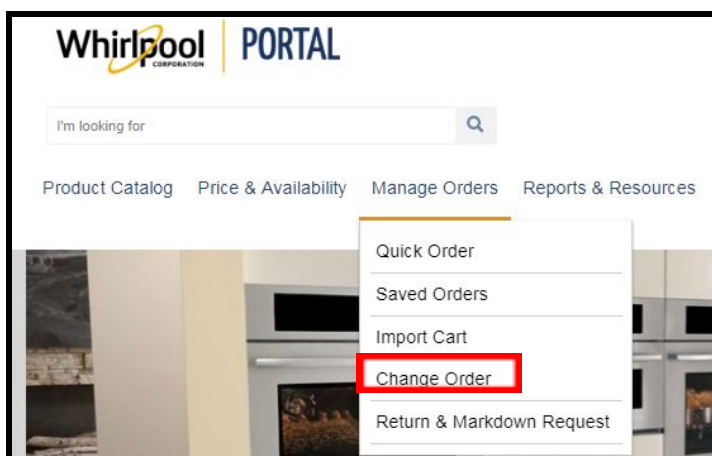 Whirlpool PORTAL
CORPORATION
I'm looking for
Product Catalog Price & Availability Manage Orders Reports & Resources
Quick Order
Saved Orders
Import Cart
Change Order
Return & Markdown Request